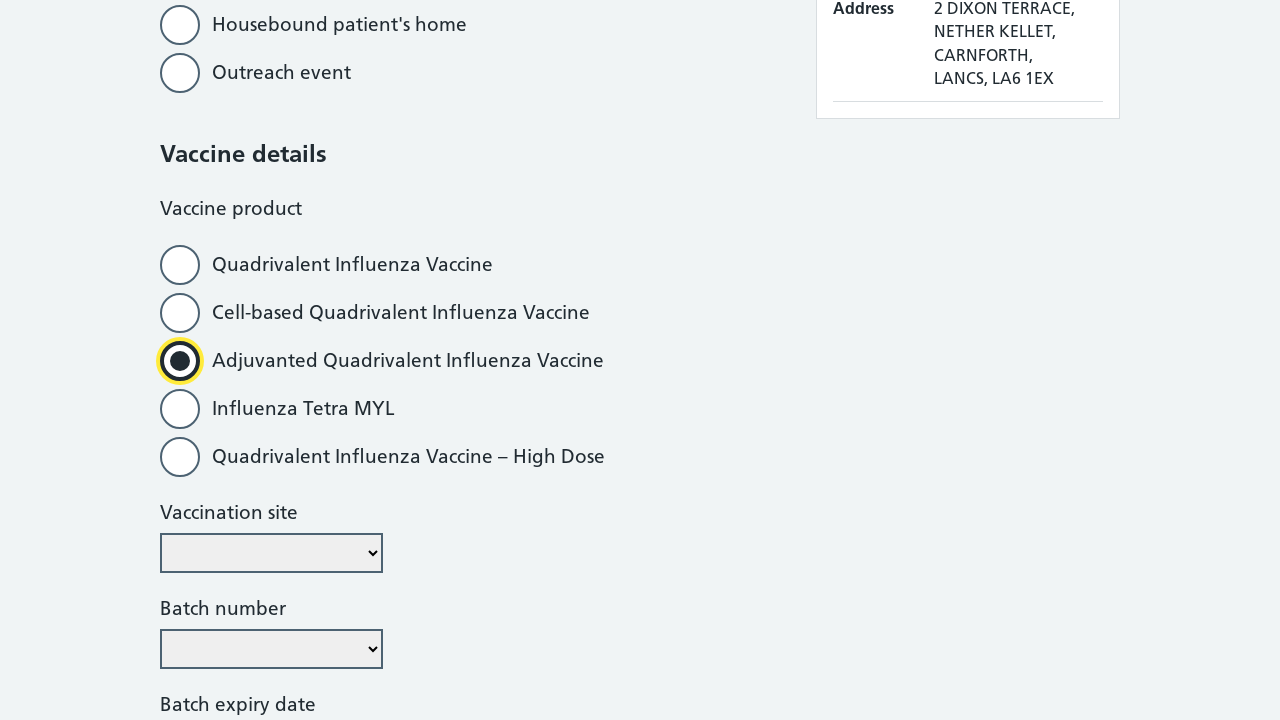 Housebound patient's home
Outreach event
Address
2 DIXON TERRACE,
NETHER KELLET,
CARNFORTH,
LANCS, LA6 1EX
Vaccine details
Vaccine product
Quadrivalent Influenza Vaccine
Cell-based Quadrivalent Influenza Vaccine
Adjuvanted Quadrivalent Influenza Vaccine
Influenza Tetra MYL
Quadrivalent Influenza Vaccine – High Dose
Vaccination site
Batch number
Batch expiry date